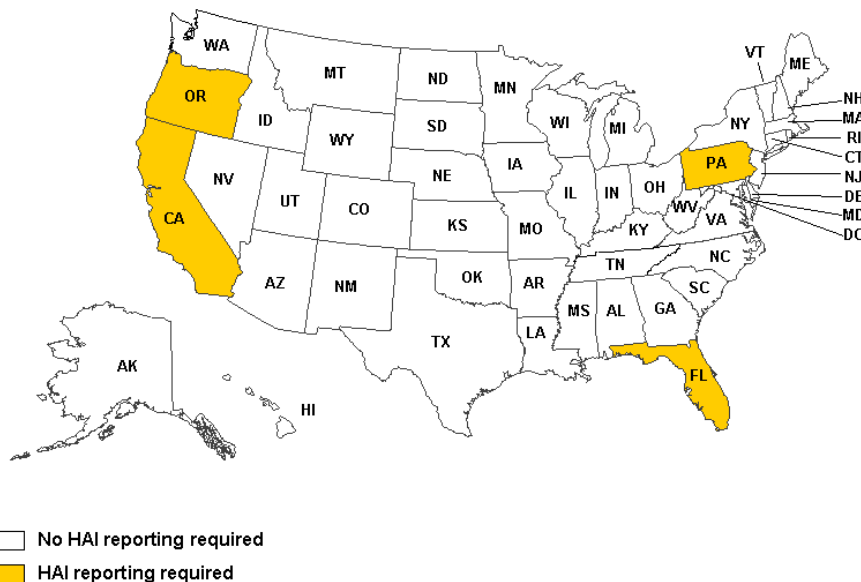 WA
MT
ND
MN
VT
ME
OR
ID
SD
WI
MI
NY
NH
MA
WY
RI
IA
PA
CT
NV
NE
IL
IN
OH
NJ
UT
CO
WV
DE
CA
KS
MO
KY
VA
MD
DC
AZ
NM
OK
AR
TN
NC
SC
MS
AL
GA
TX
LA
FL
AK
HI
No HAI reporting required
HAI reporting required